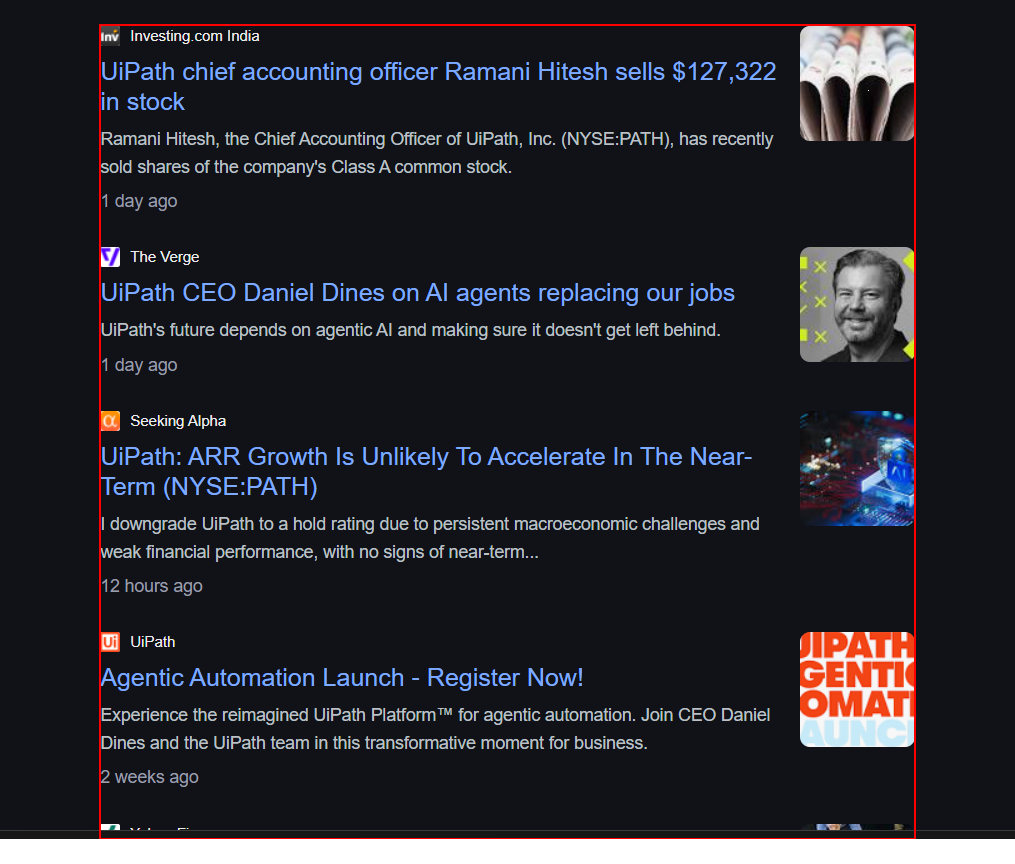 Inv Investing.com India
UiPath chief accounting officer Ramani Hitesh sells $127,322
in stock
Ramani Hitesh, the Chief Accounting Officer of UiPath, Inc. (NYSE:PATH), has recently
sold shares of the company's Class A common stock.
1 day ago
The Verge
UiPath CEO Daniel Dines on AI agents replacing our jobs
UiPath's future depends on agentic AI and making sure it doesn't get left behind.
1 day ago
α Seeking Alpha
UiPath: ARR Growth Is Unlikely To Accelerate In The Near-
Term (NYSE:PATH)
AI
I downgrade UiPath to a hold rating due to persistent macroeconomic challenges and
weak financial performance, with no signs of near-term...
12 hours ago
Ui UiPath
Agentic Automation Launch - Register Now!
Experience the reimagined UiPath Platform™ for agentic automation. Join CEO Daniel
Dines and the UiPath team in this transformative moment for business.
2 weeks ago
UIPATH
GENTIC
OMATI
AUNC